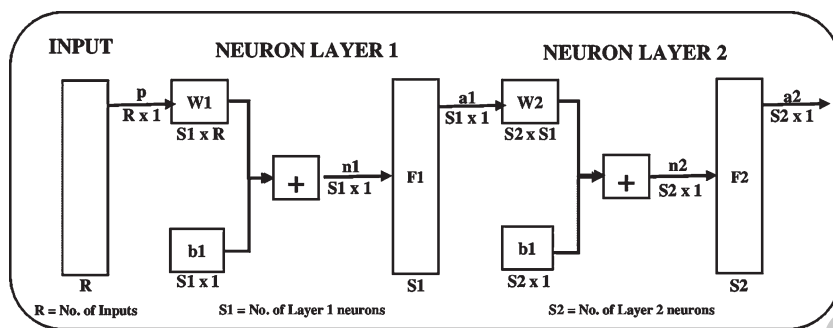 INPUT
NEURON LAYER 1
NEURON LAYER 2
p
R x 1
W1
S1 x R
b1
S1 x 1
+
n1
S1 x 1
F1
a1
S1 x 1
W2
S2 x S1
b1
S2 x 1
+
n2
S2 x 1
F2
a2
S2 x 1
R
S1
S2
R = No. of Inputs
S1 = No. of Layer 1 neurons
S2 = No. of Layer 2 neurons